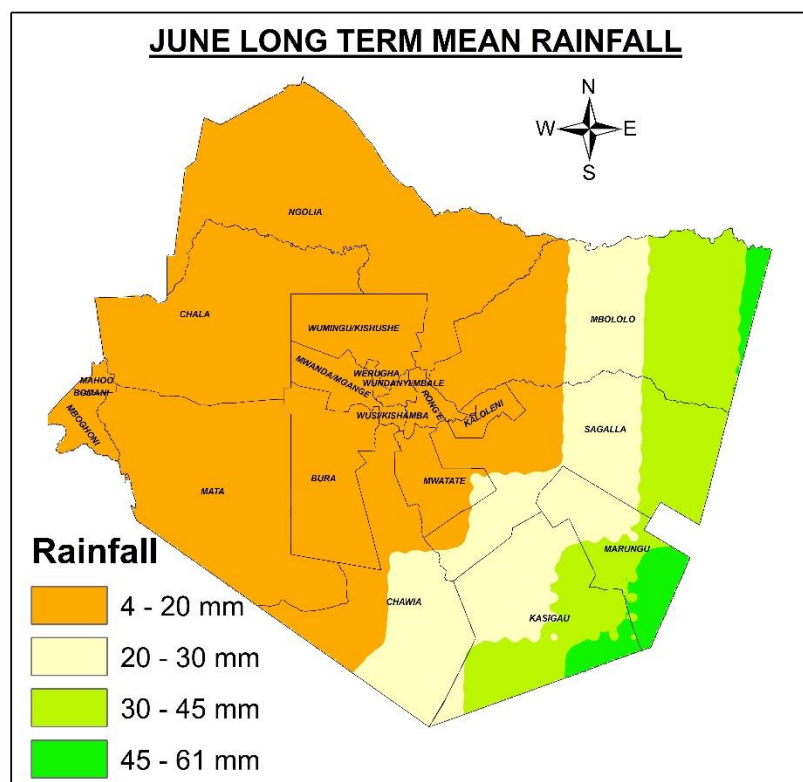 JUNE LONG TERM MEAN RAINFALL
N
W E
S
NGOLIA
CHALA
MBOLOLO
WUMINGU/KISHUSHE
MWANDA/MGANGE
WERUGHA
WUNDANYI/MBALE
MAHOO
BOMANI
MBOGHONI
RONG'E
KALOLENI
WUSI/KISHAMBA
SAGALLA
MATA
BURA
MWATATE
MARUNGU
CHAWIA
KASIGAU
Rainfall
4 - 20 mm
20 - 30 mm
30 - 45 mm
45 - 61 mm